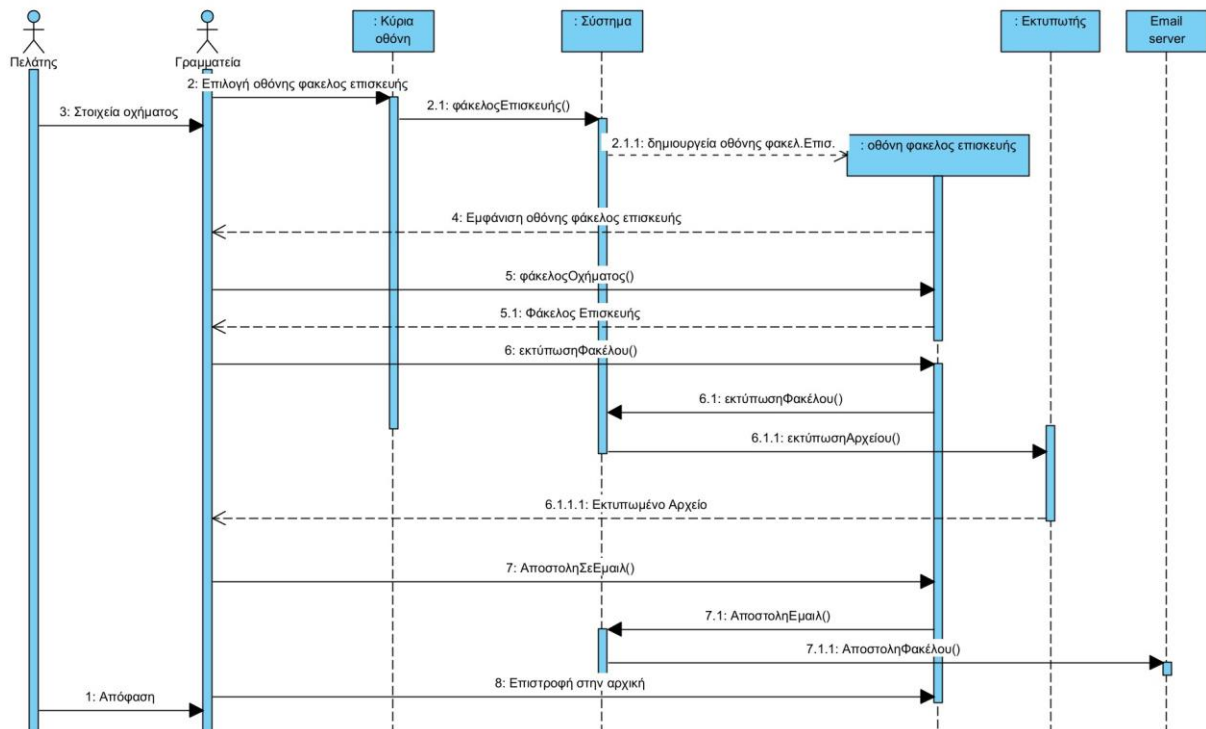 : Κύρια
οθόνη
: Σύστημα
: Εκτυπωτής
Email
server
Πελάτης
Γραμματεία
2: Επιλογή οθόνης φακελος επισκευής
2.1: φάκελοςΕπισκευής()
3: Στοιχεία οχήματος
2.1.1: δημιουργεία οθόνης φακελ.Επισ.
: οθόνη φακελος επισκευής
4: Εμφάνιση οθόνης φάκελος επισκευής
5: φάκελοςΟχήματος()
5.1: Φάκελος Επισκευής
6: εκτύπωσηΦακέλου()
6.1: εκτύπωσηΦακέλου()
6.1.1: εκτύπωσηΑρχείου()
6.1.1.1: Εκτυπωμένο Αρχείο
7: ΑποστοληΣεΕμαιλ()
7.1: ΑποστοληΕμαιλ()
7.1.1: ΑποστοληΦακέλου()
8: Επιστροφή στην αρχική
1: Απόφαση